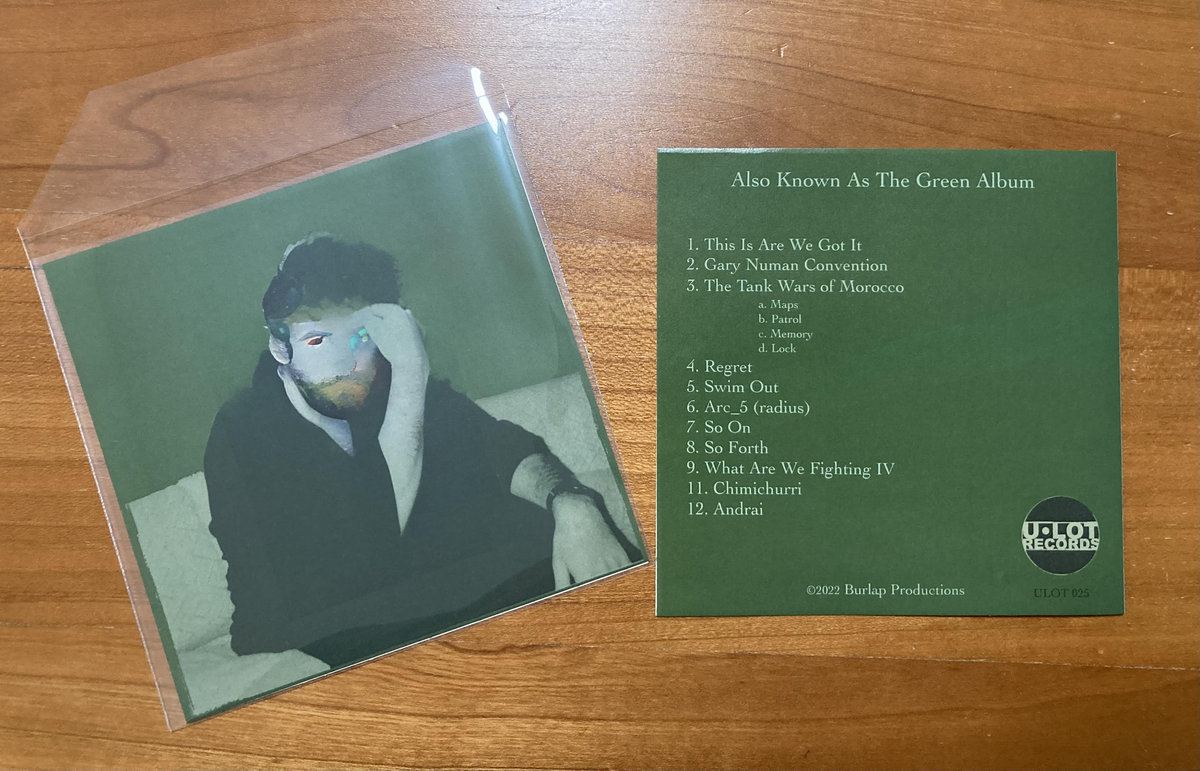 Also Known As The Green Album
1. This Is Are We Got It
2. Gary Numan Convention
3. The Tank Wars of Morocco
a. Maps
b. Patrol
c. Memory
d. Lock
4. Regret
5. Swim Out
6. Arc_5 (radius)
7. So On
8. So Forth
9. What Are We Fighting IV
11. Chimichurri
12. Andrai
U•LOT
RECORDS
©2022 Burlap Productions
ULOT 025